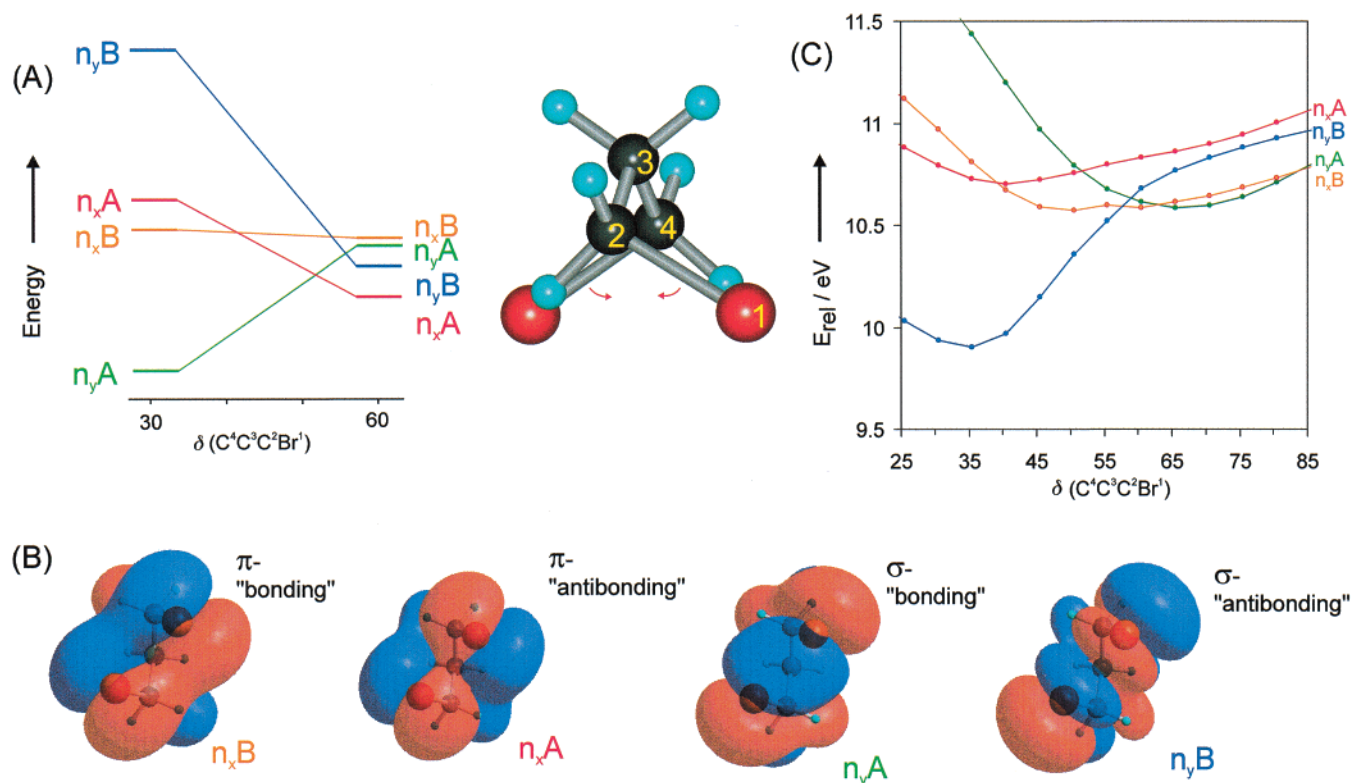 (A)
Energy
nyB
nxA
nxB
nyA
nxB
nyA
nyB
nxA
30
60
δ (C⁴C³C²Br¹)
3
2
4
1
(C)
Erel / eV
11.5
11
10.5
10
9.5
nxA
nyB
nyA
nxB
25
35
45
55
65
75
85
δ (C⁴C³C²Br¹)
(B)
π-
"bonding"
nxB
π-
"antibonding"
nxA
σ-
"bonding"
nyA
σ-
"antibonding"
nyB